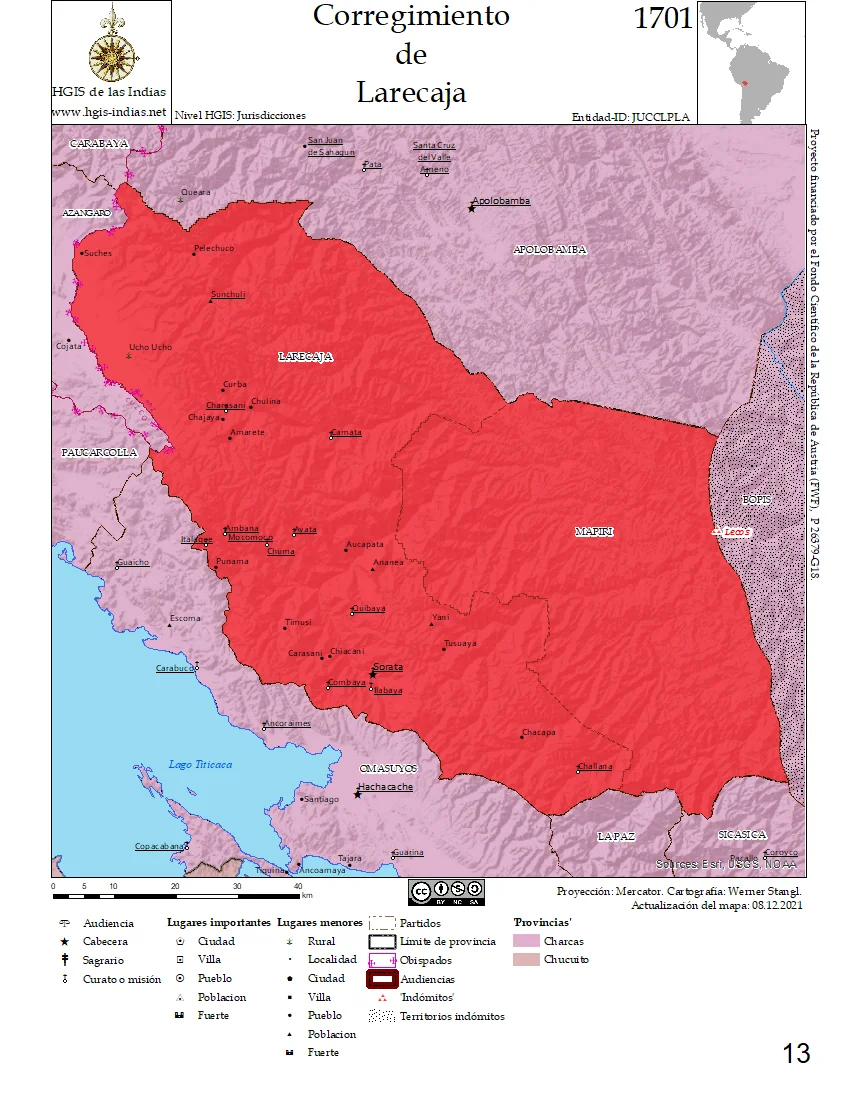 Corregimiento
de
Larecaja
1701
HGIS de las Indias
www.hgis-indias.net
Nivel HGIS: Jurisdicciones
Entidad-ID: JUCCLPLA
Proyecto financiado por el Fondo Científico de la República de Austria (FWF), P 26379-G18.
CARABAYA
San Juan
de Sahagun
Santa Cruz
del Valle
Ameno
Pata
Queara
Apolobamba
AZANGARO
APOLOBAMBA
Suches
Pelechuco
Sunchuli
Cojata
Ucho Ucho
LARECAJA
Curba
Charasani
Chulina
Chajaya
Amarete
Camata
PAUCARCOLLA
BOPIS
MAPIRI
Lecos
Ambana
Ayata
Italaque
Mocomoco
Chuma
Aucapata
Punama
Ananea
Guaicho
Quibaya
Escoma
Timusi
Yani
Tusuaya
Carasani
Chiacani
Carabuco
Sorata
Combaya
Ilabaya
Ancoraimes
Chacapa
Lago Titicaca
OMASUYOS
Challana
Hachacache
Santiago
LA PAZ
SICASICA
Copacabana
Guarina
Tajara
Coroyco
Tiquina
Ancoamaya
Sources: Esri, USGS, NOAA
0 5 10 20 30 40 km
CC BY NC SA
Proyección: Mercator. Cartografía: Werner Stangl.
Actualización del mapa: 08.12.2021
Audiencia
Cabecera
Sagrario
Curato o misión
Lugares importantes
Ciudad
Villa
Pueblo
Poblacion
Fuerte
Lugares menores
Rural
Localidad
Ciudad
Villa
Pueblo
Poblacion
Fuerte
Partidos
Límite de provincia
Obispados
Audiencias
'Indómitos'
Territorios indómitos
'Provincias'
Charcas
Chucuito
13